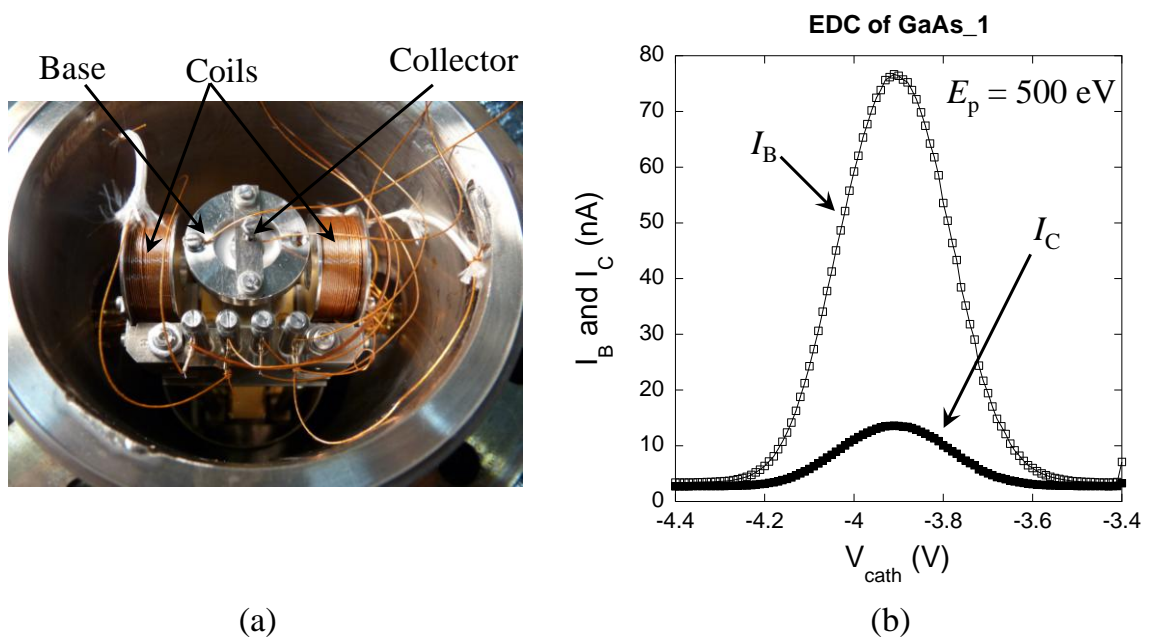 Base
Coils
Collector
(a)
EDC of GaAs_1
I_B and I_C (nA)
80
70
60
50
40
30
20
10
0
E_p = 500 eV
I_B
I_C
-4.4 -4.2 -4 -3.8 -3.6 -3.4
V_cath (V)
(b)